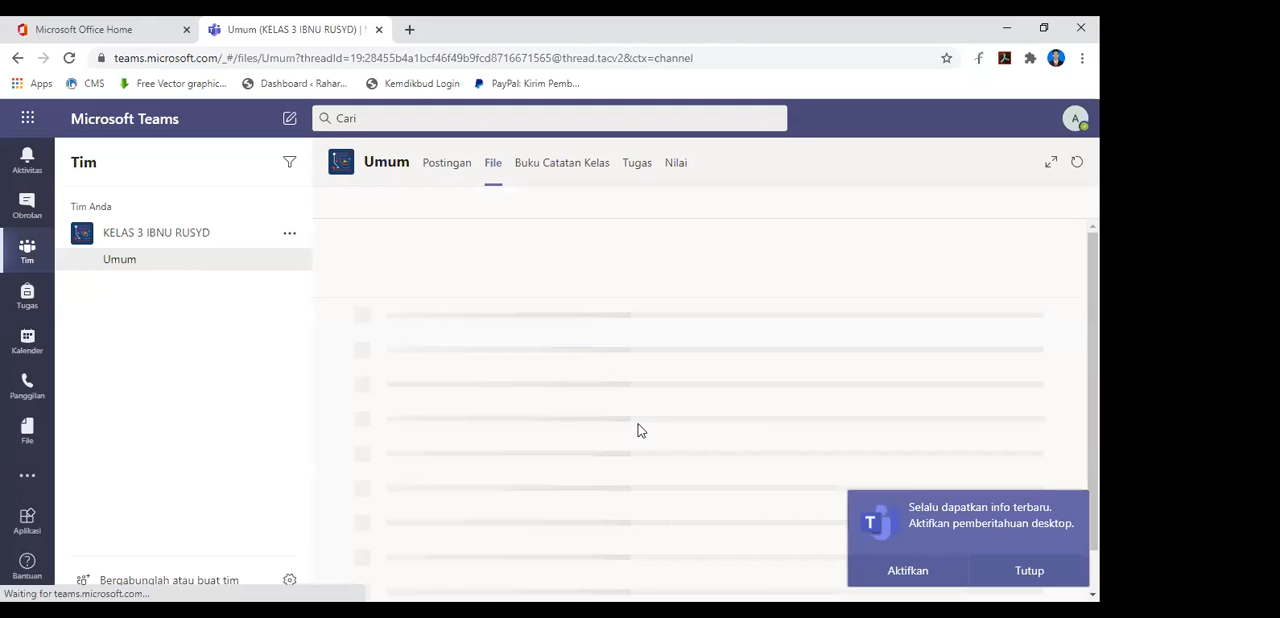 Microsoft Office Home
Umum (KELAS 3 IBNU RUSYD) |
teams.microsoft.com/_#/files/Umum?threadId=19:28455b4a1bcf46f49b9fcd8716671565@thread.tacv2&ctx=channel
Apps CMS Free Vector graphic... Dashboard ‹ Rahar... Kemdikbud Login PayPal: Kirim Pemb...
Microsoft Teams
Cari
A
Aktivitas
Obrolan
Tim
Tugas
Kalender
Panggilan
File
Aplikasi
Bantuan
Tim
Tim Anda
KELAS 3 IBNU RUSYD
Umum
Bergabunglah atau buat tim
Umum Postingan File Buku Catatan Kelas Tugas Nilai
T
Selalu dapatkan info terbaru.
Aktifkan pemberitahuan desktop.
Aktifkan Tutup
Waiting for teams.microsoft.com...